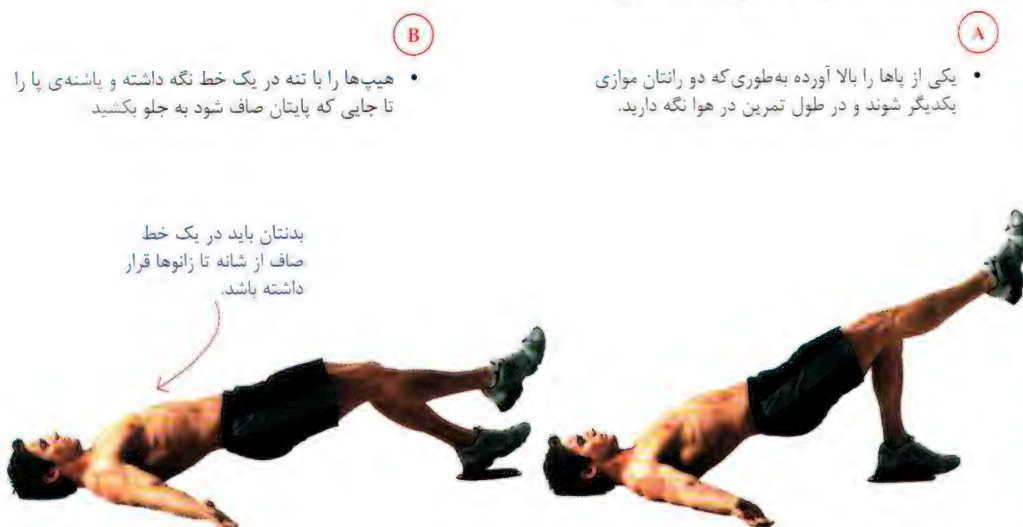 A
• یکی از پاها را بالا آورده به‌طوری‌که دو رانتان موازی
یکدیگر شوند و در طول تمرین در هوا نگه دارید.
B
• هیپ‌ها را با تنه در یک خط نگه داشته و پاشنه‌ی پا را
تا جایی که پایتان صاف شود به جلو بکشید
بدنتان باید در یک خط
صاف از شانه تا زانوها قرار
داشته باشد.